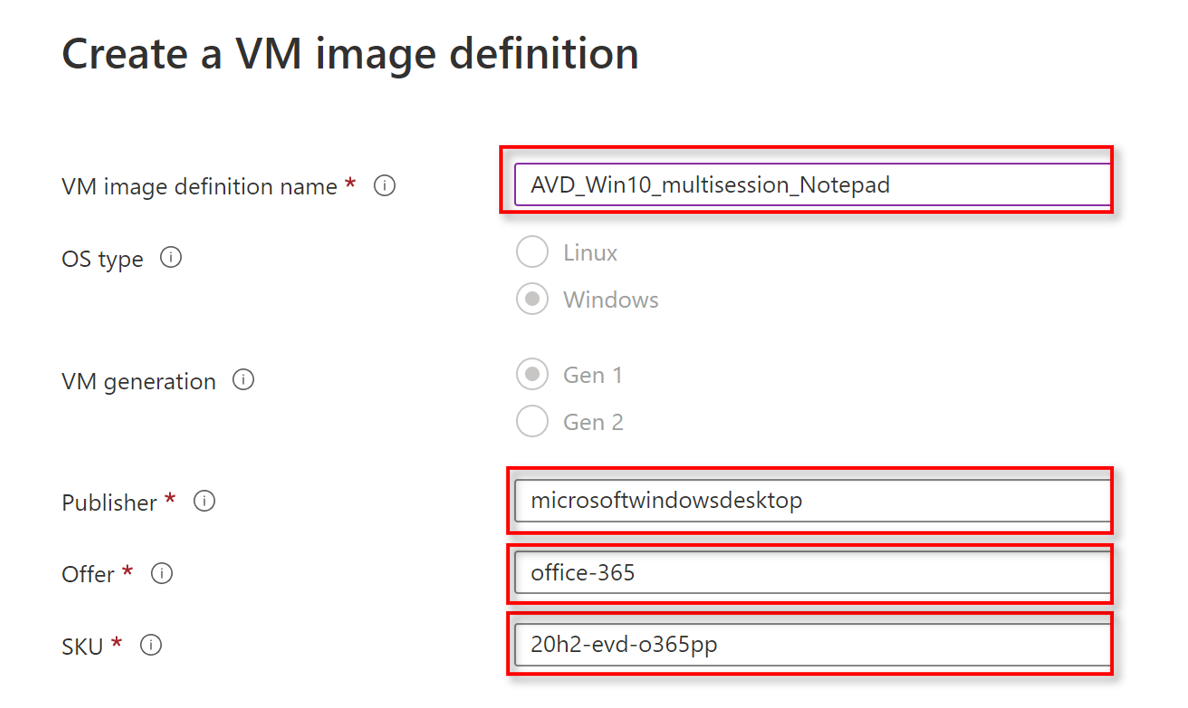 Create a VM image definition
VM image definition name * AVD_Win10_multisession_Notepad
OS type
Linux
Windows
VM generation
Gen 1
Gen 2
Publisher * microsoftwindowsdesktop
Offer * office-365
SKU * 20h2-evd-o365pp